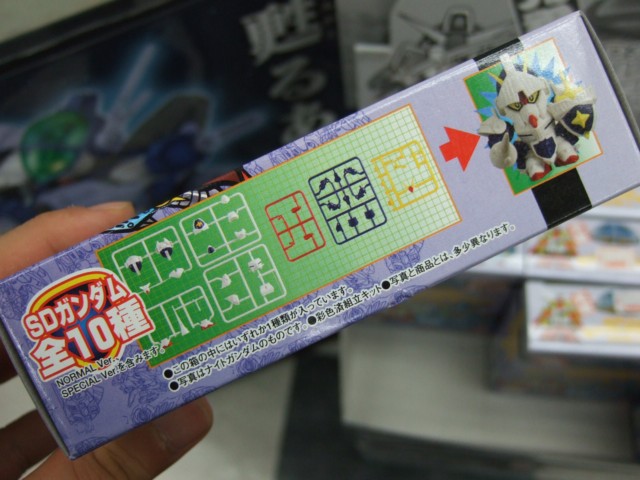 甦るあ
SDガンダム
全10種
NORMAL Ver.・
SPECIAL Ver.を含みます。
●この箱の中にはいずれか1種類が入っています。
●写真はナイトガンダムのものです。●彩色済組立キット●写真と商品とは、多少異なります。